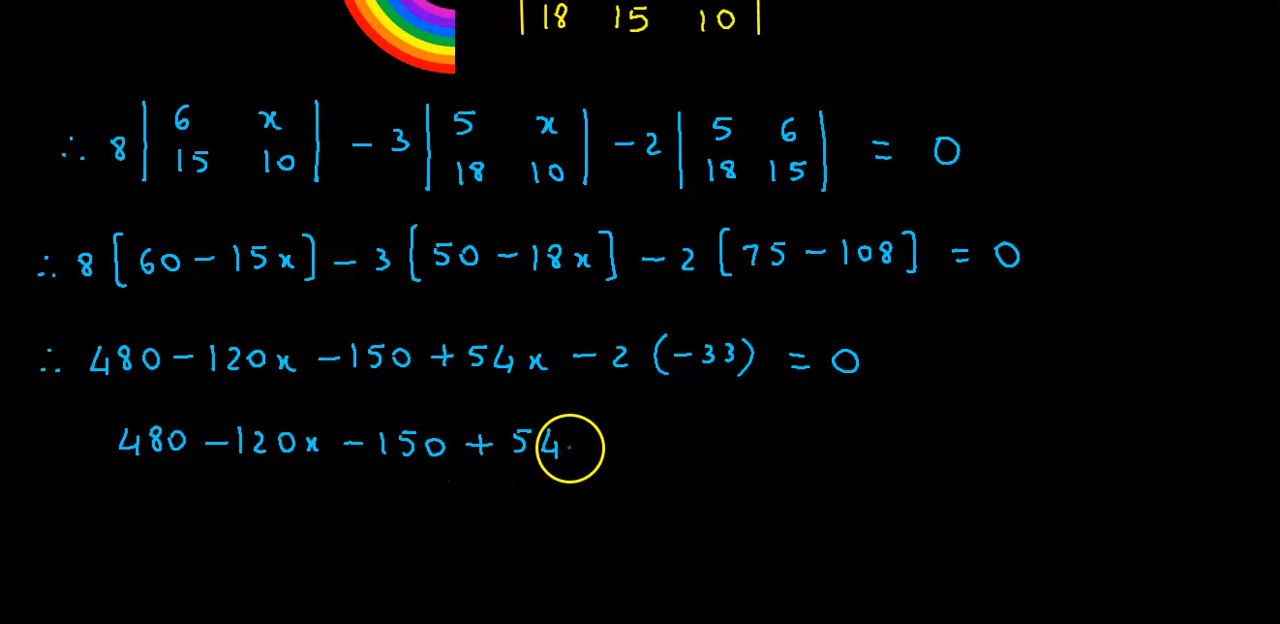 | 18 15 10 |
∴ 8 | 6 x | - 3 | 5 x | - 2 | 5 6 | = 0
| 15 10 | | 18 10 | | 18 15 |
∴ 8 [60 - 15x] - 3 [50 - 18x] - 2 [75 - 108] = 0
∴ 480 - 120x - 150 + 54x - 2 (-33) = 0
480 - 120x - 150 + 54